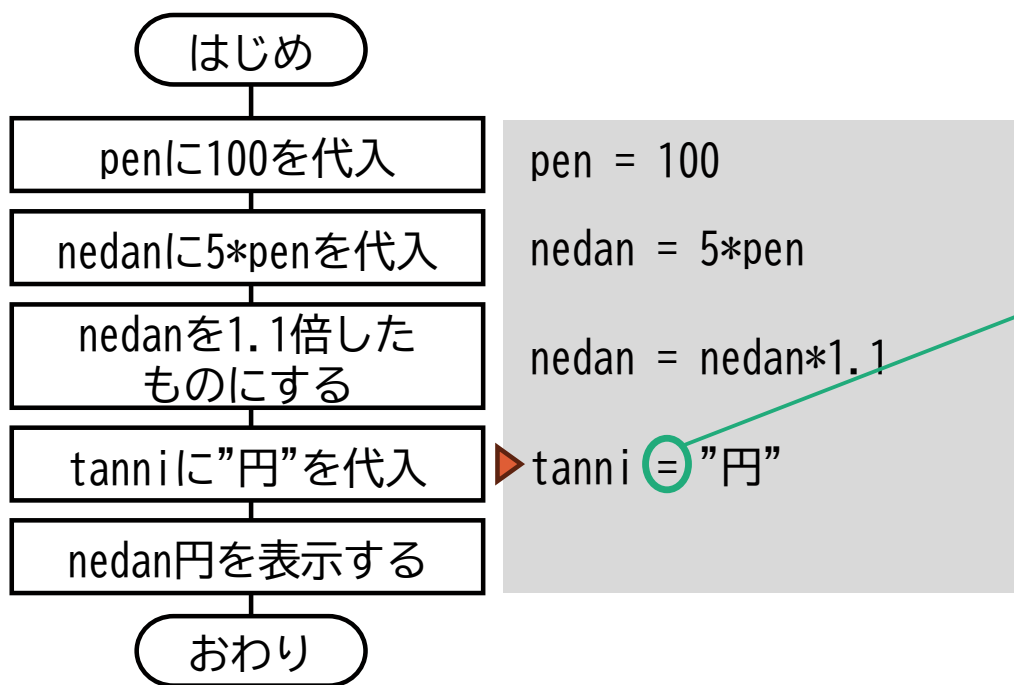 はじめ
penに100を代入
pen = 100
nedanに5*penを代入
nedan = 5*pen
nedanを1.1倍した
ものにする
nedan = nedan*1.1
tanniに”円”を代入
tanni = ”円”
nedan円を表示する
おわり